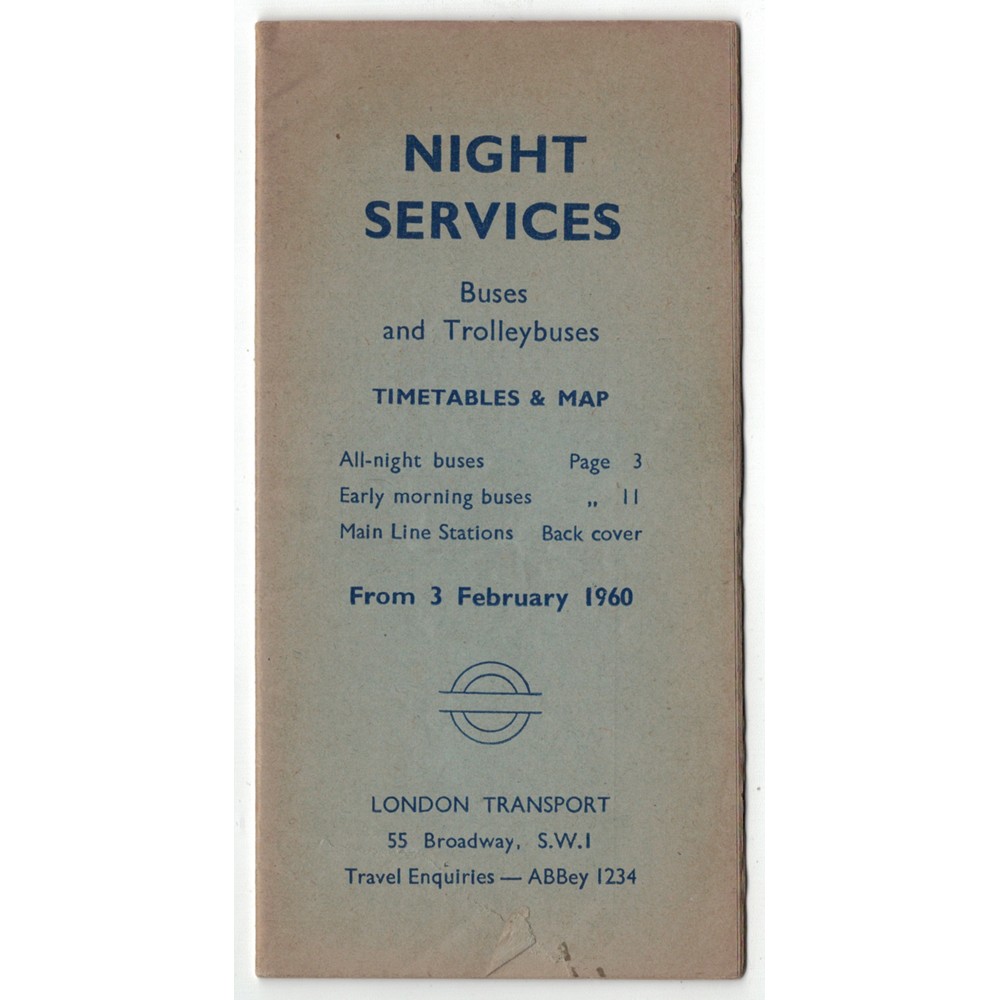 NIGHT
SERVICES
Buses
and Trolleybuses
TIMETABLES & MAP
All-night buses Page 3
Early morning buses „ 11
Main Line Stations Back cover
From 3 February 1960
LONDON TRANSPORT
55 Broadway, S.W.1
Travel Enquiries — ABBey 1234